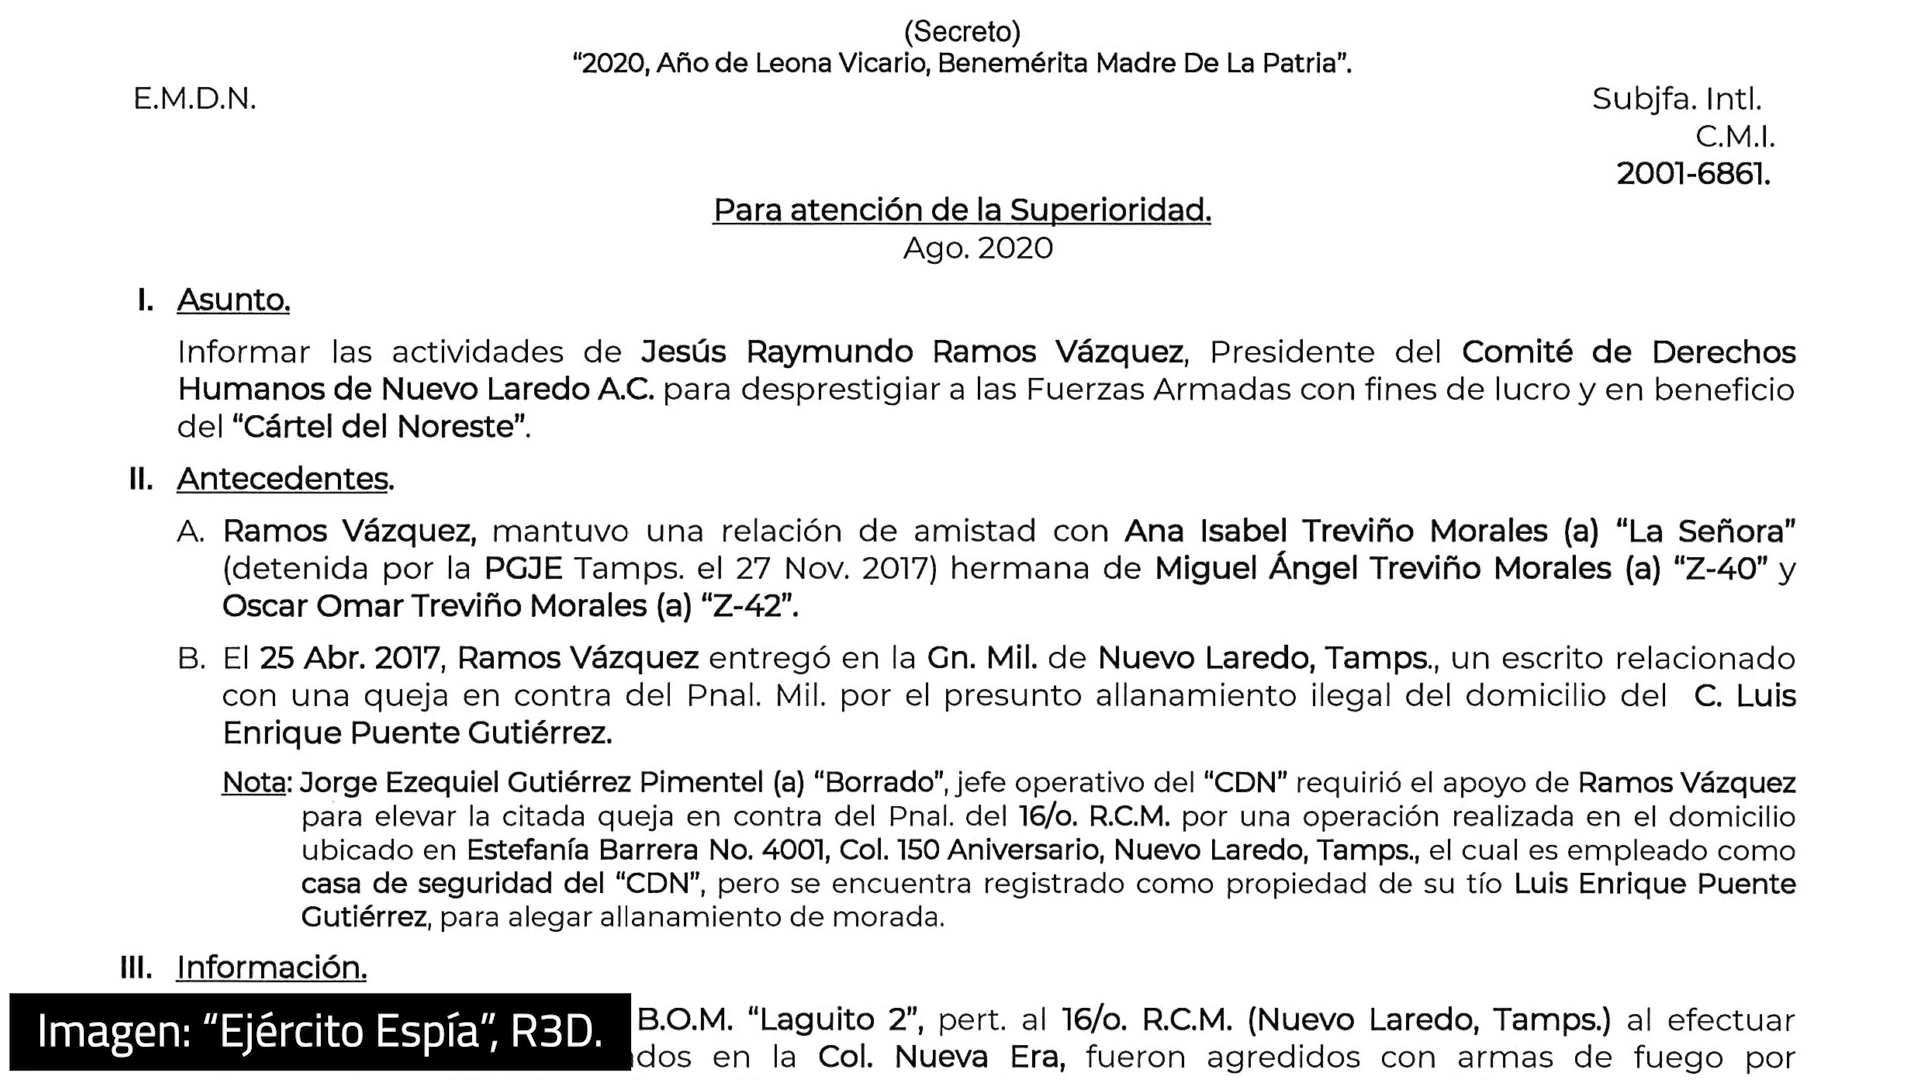 (Secreto)
“2020, Año de Leona Vicario, Benemérita Madre De La Patria”.
E.M.D.N.
Subjfa. Intl.
C.M.I.
2001-6861.
Para atención de la Superioridad.
Ago. 2020
I. Asunto.
Informar las actividades de Jesús Raymundo Ramos Vázquez, Presidente del Comité de Derechos
Humanos de Nuevo Laredo A.C. para desprestigiar a las Fuerzas Armadas con fines de lucro y en beneficio
del “Cártel del Noreste”.
II. Antecedentes.
A. Ramos Vázquez, mantuvo una relación de amistad con Ana Isabel Treviño Morales (a) “La Señora”
(detenida por la PGJE Tamps. el 27 Nov. 2017) hermana de Miguel Ángel Treviño Morales (a) “Z-40” y
Oscar Omar Treviño Morales (a) “Z-42”.
B. El 25 Abr. 2017, Ramos Vázquez entregó en la Gn. Mil. de Nuevo Laredo, Tamps., un escrito relacionado
con una queja en contra del Pnal. Mil. por el presunto allanamiento ilegal del domicilio del C. Luis
Enrique Puente Gutiérrez.
Nota: Jorge Ezequiel Gutiérrez Pimentel (a) “Borrado”, jefe operativo del “CDN” requirió el apoyo de Ramos Vázquez
para elevar la citada queja en contra del Pnal. del 16/o. R.C.M. por una operación realizada en el domicilio
ubicado en Estefanía Barrera No. 4001, Col. 150 Aniversario, Nuevo Laredo, Tamps., el cual es empleado como
casa de seguridad del “CDN”, pero se encuentra registrado como propiedad de su tío Luis Enrique Puente
Gutiérrez, para alegar allanamiento de morada.
III. Información.
B.O.M. “Laguito 2”, pert. al 16/o. R.C.M. (Nuevo Laredo, Tamps.) al efectuar
dos en la Col. Nueva Era, fueron agredidos con armas de fuego por
Imagen: “Ejército Espía”, R3D.